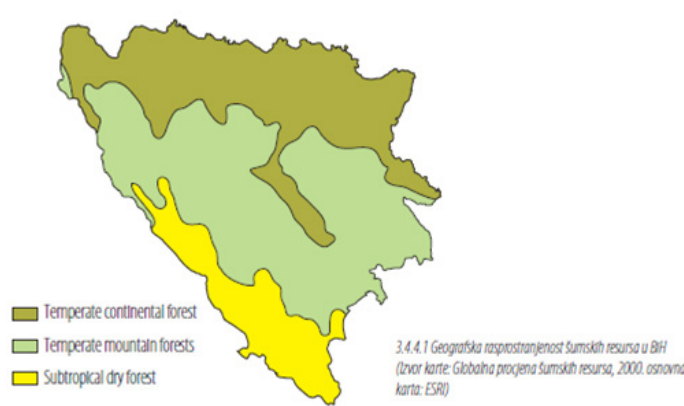 Temperate continental forest
Temperate mountain forests
Subtropical dry forest
3.4.4.1 Geografska rasprostranjenost šumskih resursa u BiH
(Izvor karte: Globalna procjena šumskih resursa, 2000. osnovna
karta: ESRI)